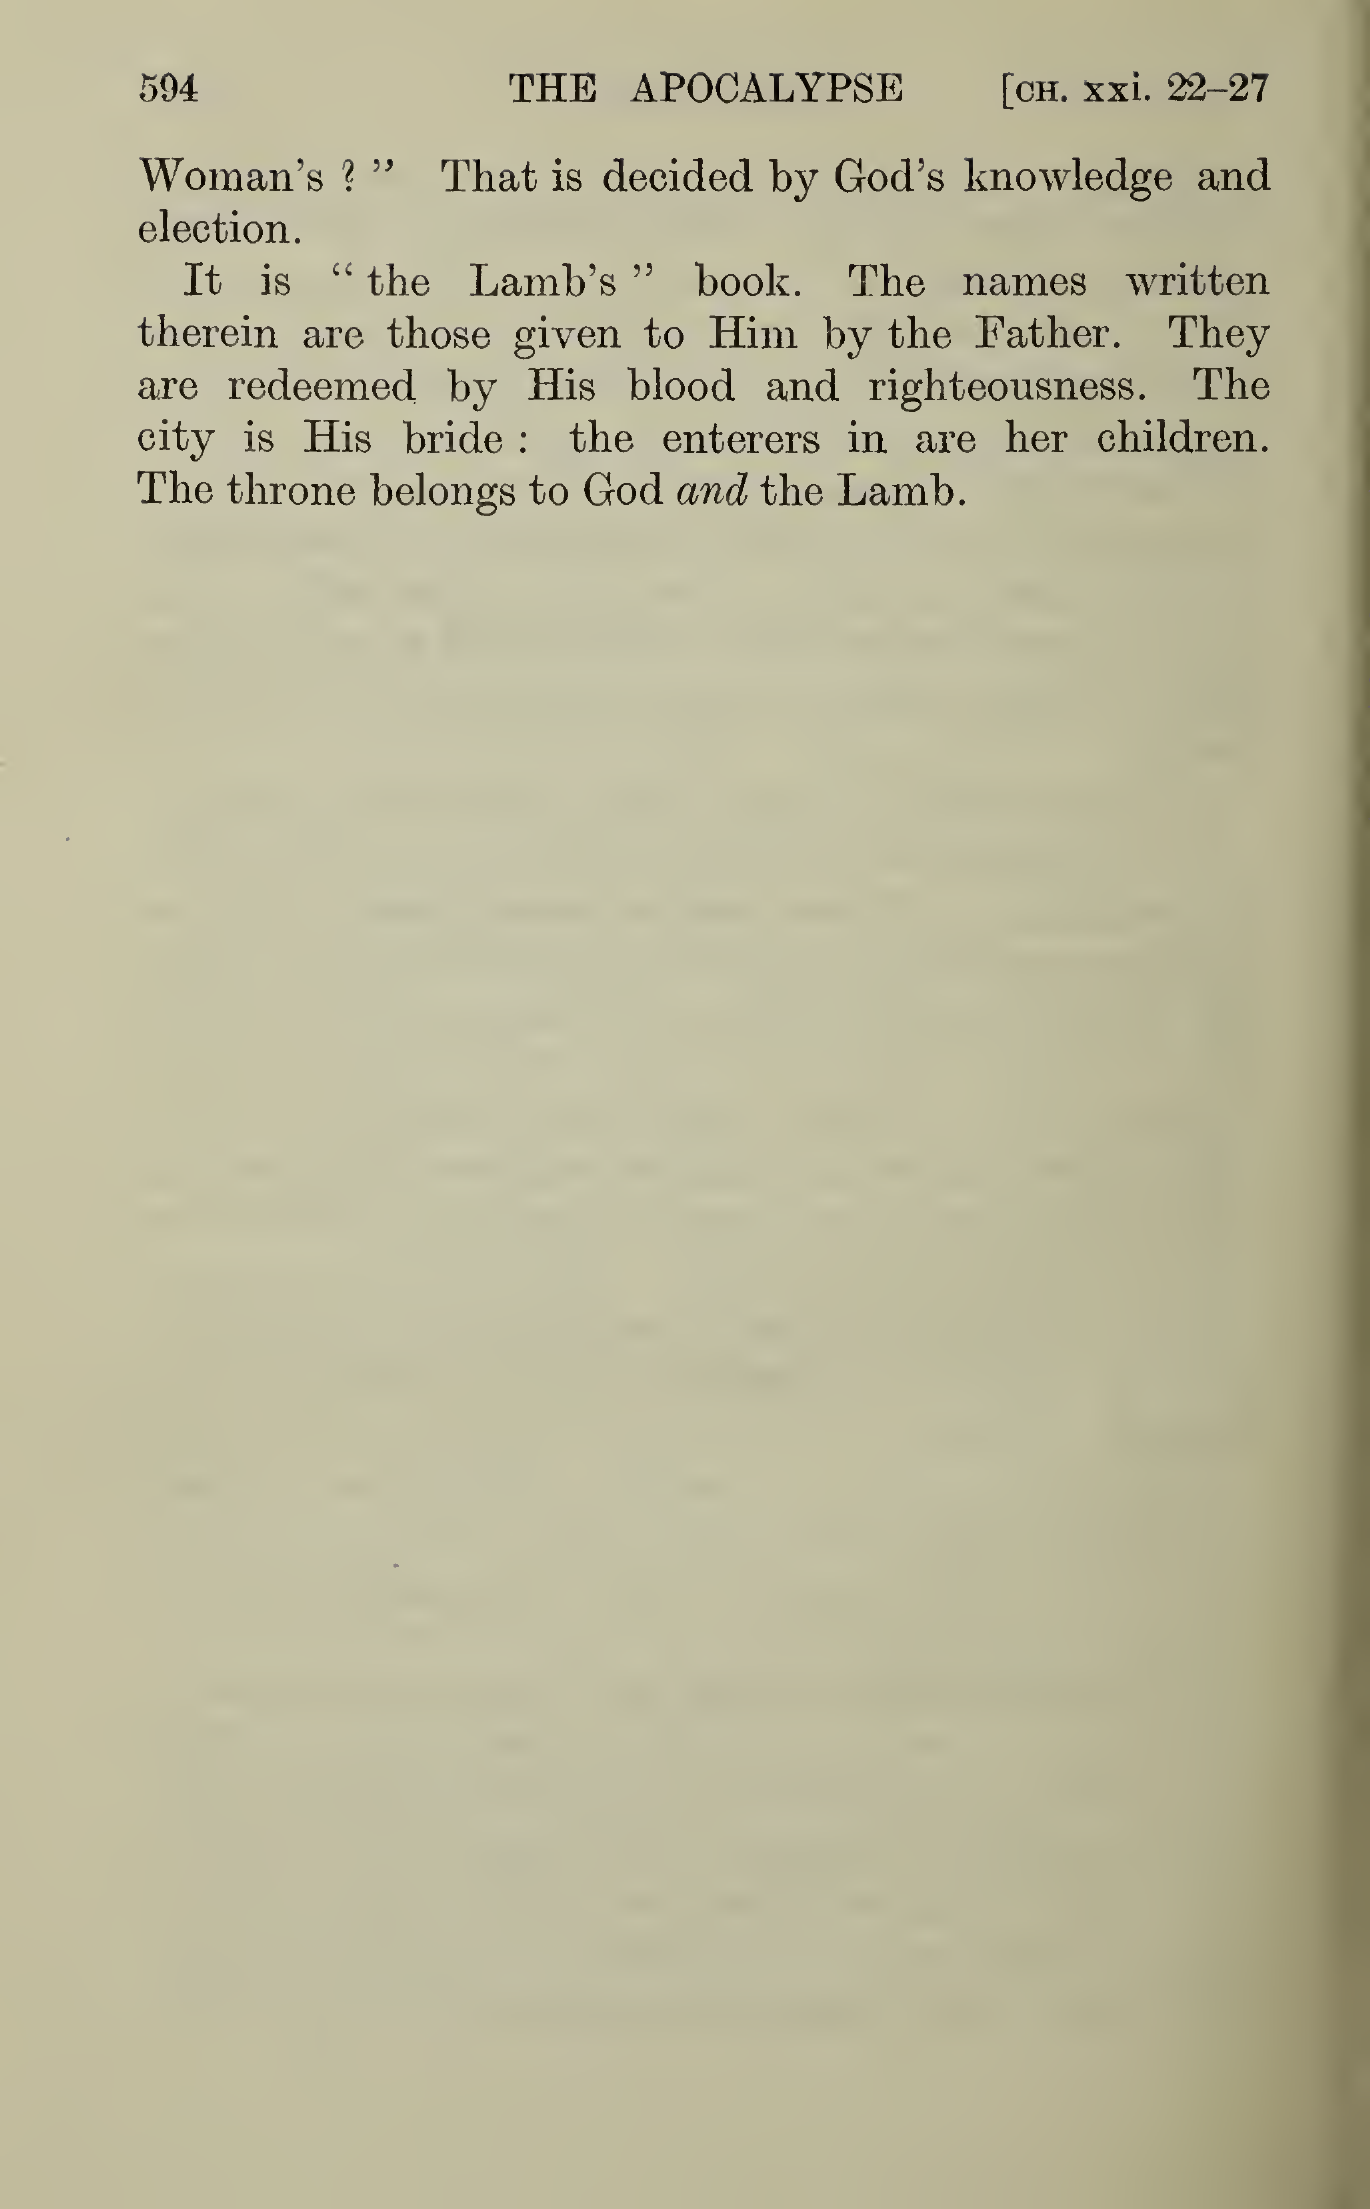 594 THE APOCALYPSE [CH. xxi. 22–27
Woman's ? ” That is decided by God's knowledge and
election.
It is “ the Lamb's ” book. The names written
therein are those given to Him by the Father. They
are redeemed by His blood and righteousness. The
city is His bride : the enterers in are her children.
The throne belongs to God and the Lamb.